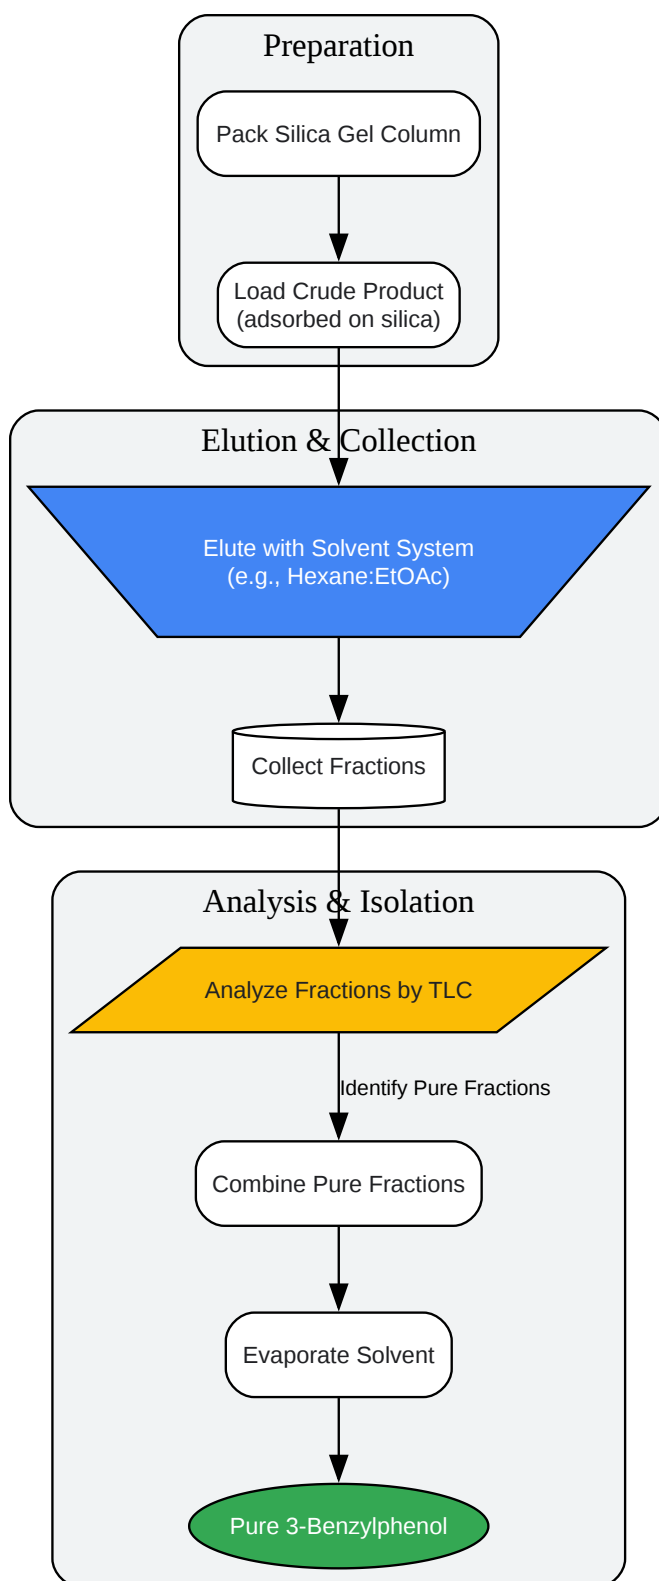 Preparation
Pack Silica Gel Column
Load Crude Product
(adsorbed on silica)
Elution & Collection
Elute with Solvent System
(e.g., Hexane:EtOAc)
Collect Fractions
Analysis & Isolation
Analyze Fractions by TLC
Identify Pure Fractions
Combine Pure Fractions
Evaporate Solvent
Pure 3-Benzylphenol